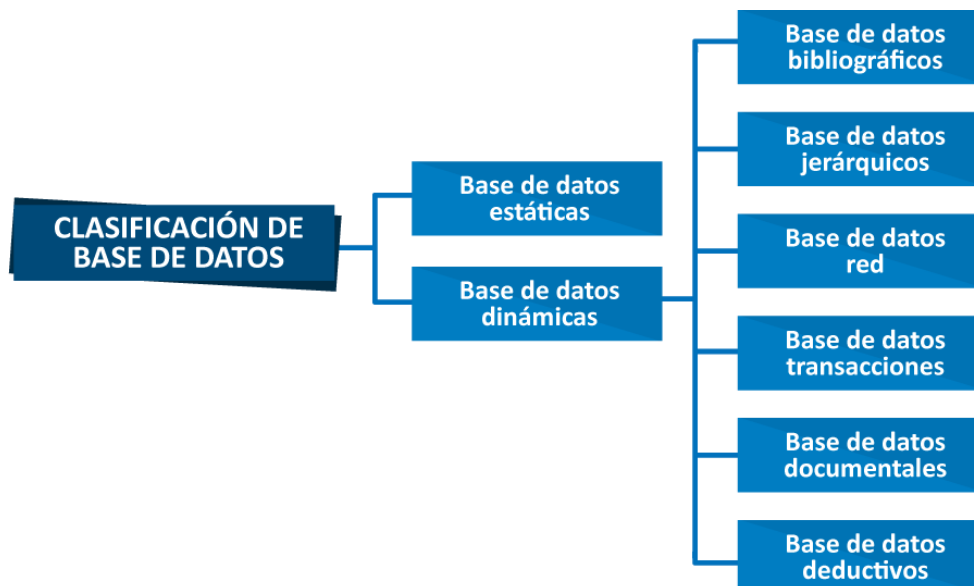 CLASIFICACIÓN DE
BASE DE DATOS
Base de datos
estáticas
Base de datos
dinámicas
Base de datos
bibliográficos
Base de datos
jerárquicos
Base de datos
red
Base de datos
transacciones
Base de datos
documentales
Base de datos
deductivos